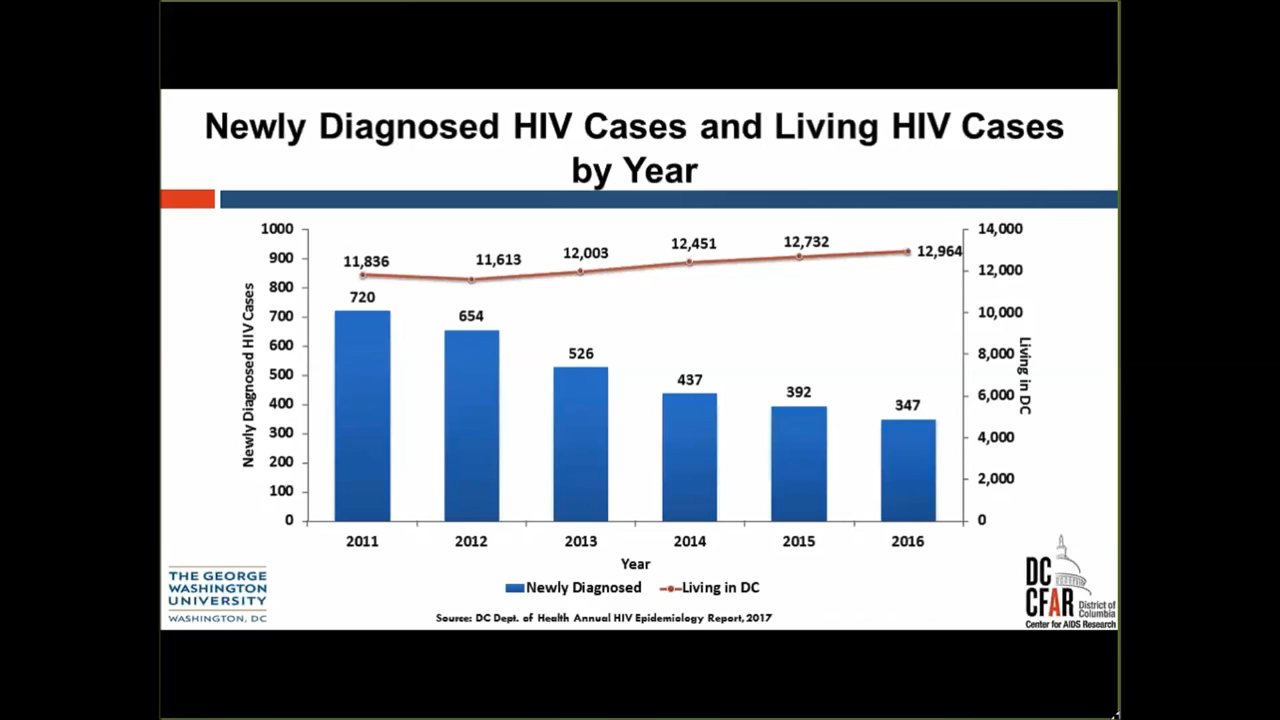 Newly Diagnosed HIV Cases and Living HIV Cases
by Year
1000
900
800
700
600
500
400
300
200
100
0
Newly Diagnosed HIV Cases
14,000
12,000
10,000
8,000
6,000
4,000
2,000
0
Living in DC
11,836
11,613
12,003
12,451
12,732
12,964
720
654
526
437
392
347
2011
2012
2013
2014
2015
2016
Year
Newly Diagnosed
Living in DC
Source: DC Dept. of Health Annual HIV Epidemiology Report, 2017
THE GEORGE
WASHINGTON
UNIVERSITY
WASHINGTON, DC
DC
CFAR
District of
Columbia
Center for AIDS Research